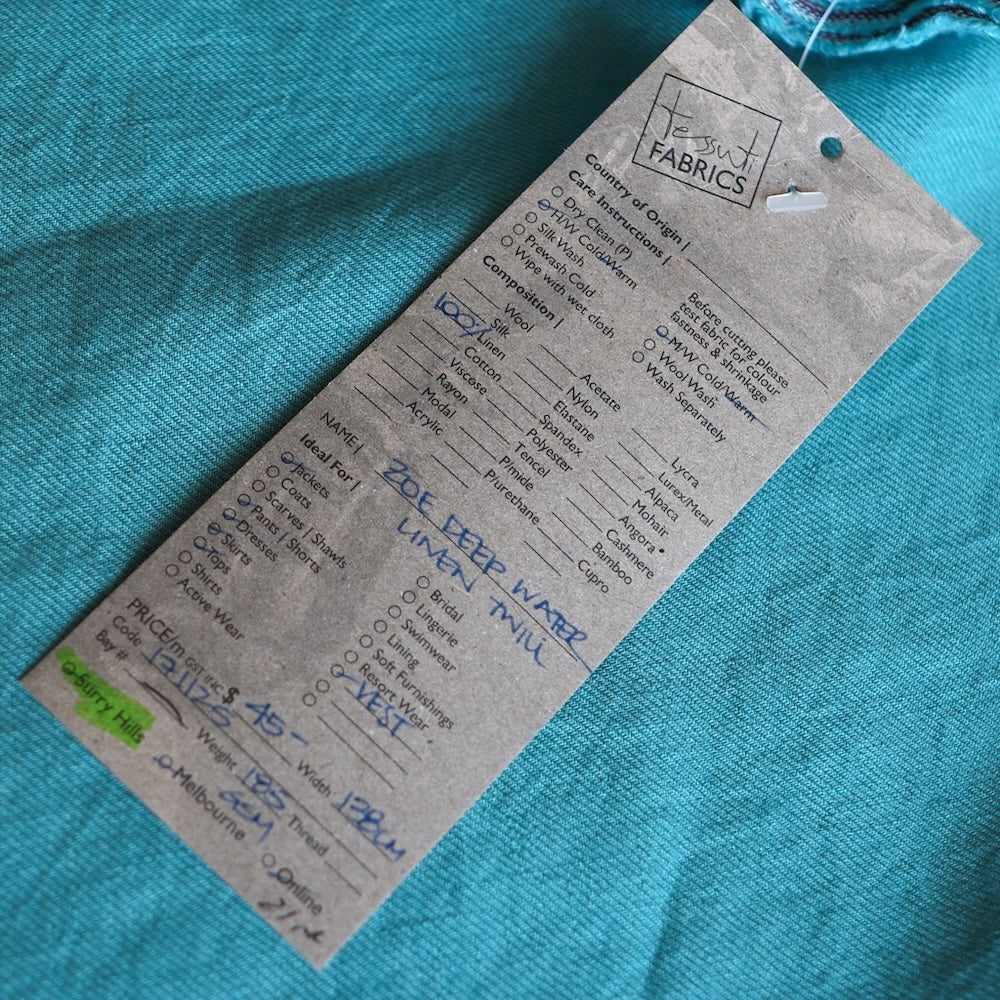 tessuti
FABRICS
Country of Origin |
Care Instructions |
Dry Clean (P)
H/W Cold/Warm
Silk Wash
Prewash Cold
Wipe with wet cloth
Before cutting please
test fabric for colour
fastness & shrinkage
M/W Cold/Warm
Wool Wash
Wash Separately
Composition |
Wool
Silk
100% Linen
Cotton
Viscose
Rayon
Modal
Acrylic
Acetate
Nylon
Elastane
Spandex
Polyester
Tencel
P/mide
P/urethane
Lycra
Lurex/Metal
Alpaca
Mohair
Angora
Cashmere
Bamboo
Cupro
NAME | ZOE DEEP WATER
LINEN TWILL
Ideal For |
Jackets
Coats
Scarves | Shawls
Pants | Shorts
Dresses
Skirts
Tops
Shirts
Active Wear
Bridal
Lingerie
Swimwear
Lining
Soft Furnishings
Resort Wear
VEST
PRICE/m GST INC $ 45-
Code 171125
Width 138cm
Bay #
Weight 185
GSM
Thread
Surry Hills
Melbourne
Online